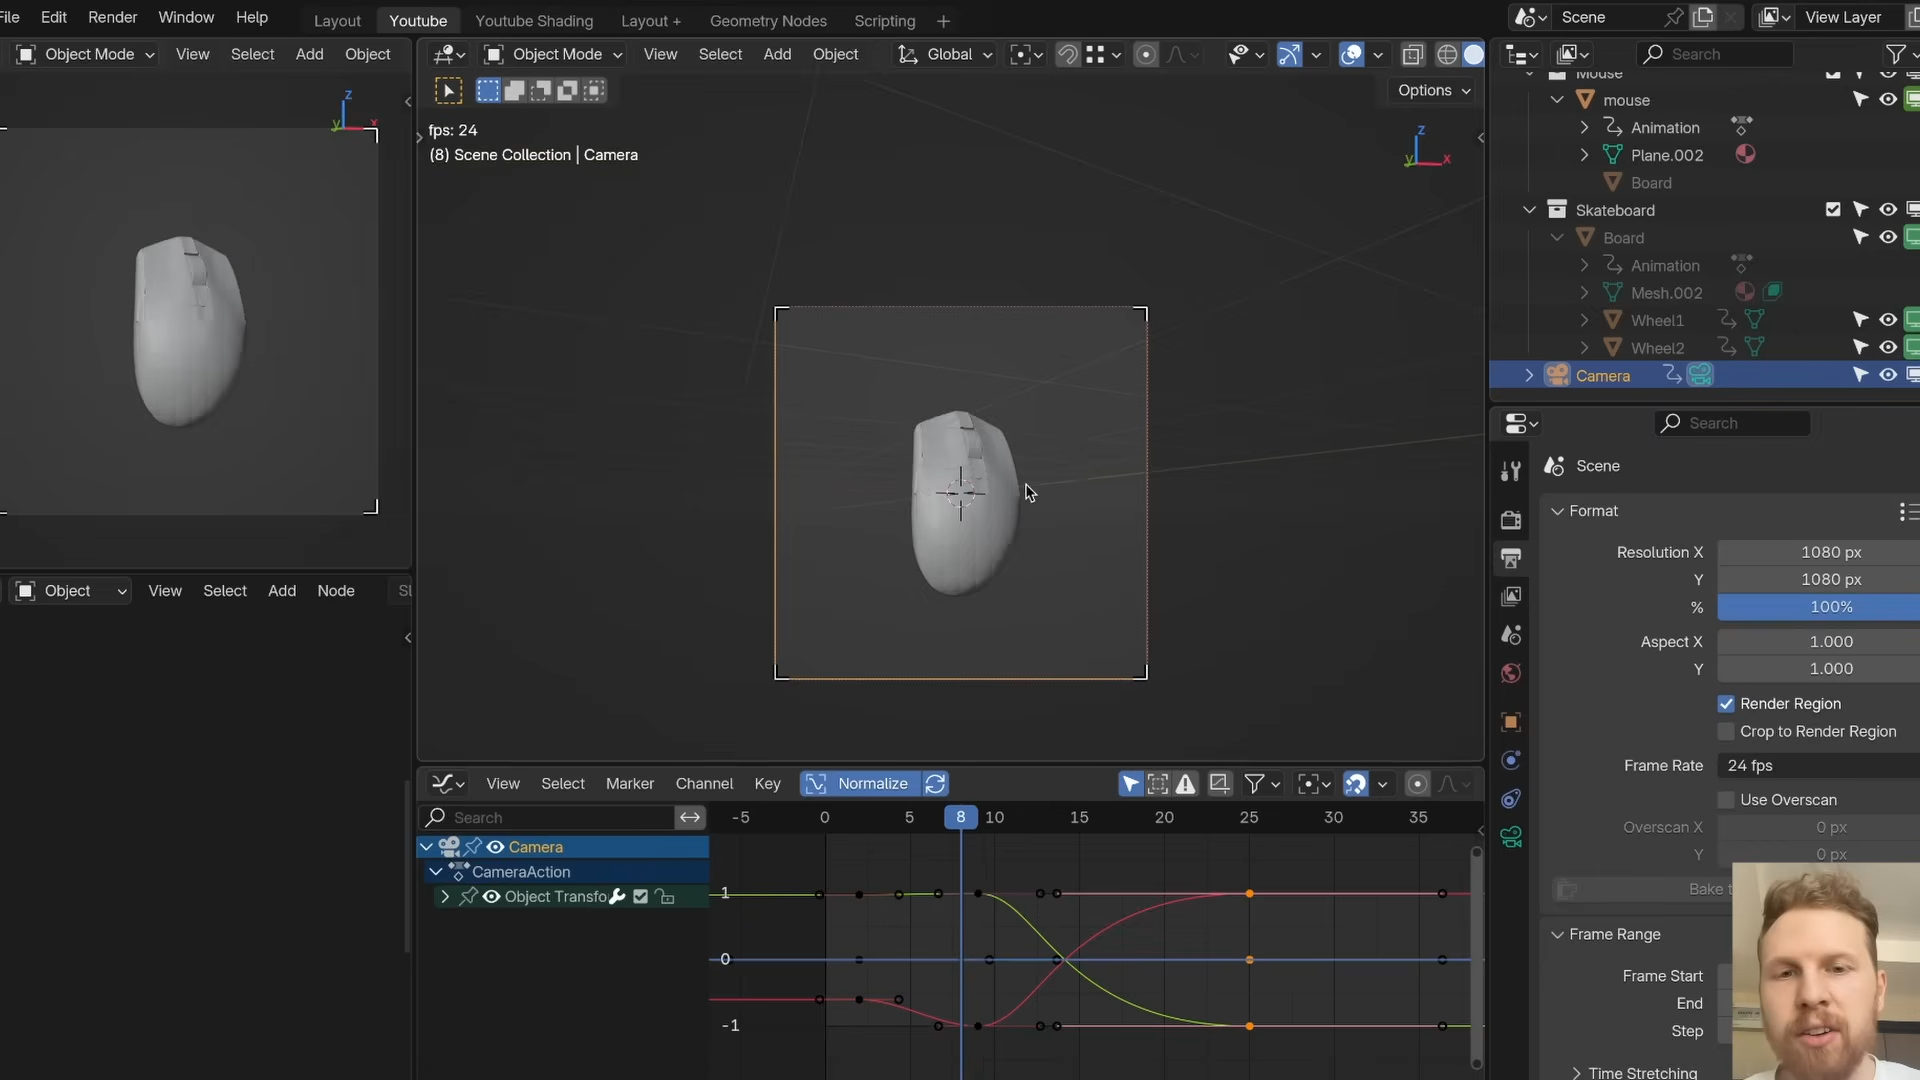 File Edit Render Window Help Layout Youtube Youtube Shading Layout + Geometry Nodes Scripting + Scene View Layer
Object Mode View Select Add Object
Object Mode View Select Add Object Global
Search
Options
fps: 24
(8) Scene Collection | Camera
z
y x
z
y x
Mouse
mouse
Animation
Plane.002
Board
Skateboard
Board
Animation
Mesh.002
Wheel1
Wheel2
Camera
Search
Scene
Format
Resolution X 1080 px
Y 1080 px
% 100%
Aspect X 1.000
Y 1.000
Render Region
Crop to Render Region
Frame Rate 24 fps
Use Overscan
Overscan X 0 px
Y 0 px
Bake t
Frame Range
Frame Start
End
Step
Time Stretching
Object View Select Add Node Sl
View Select Marker Channel Key Normalize
Search
-5 0 5 8 10 15 20 25 30 35
Camera
CameraAction
Object Transfo
1
0
-1